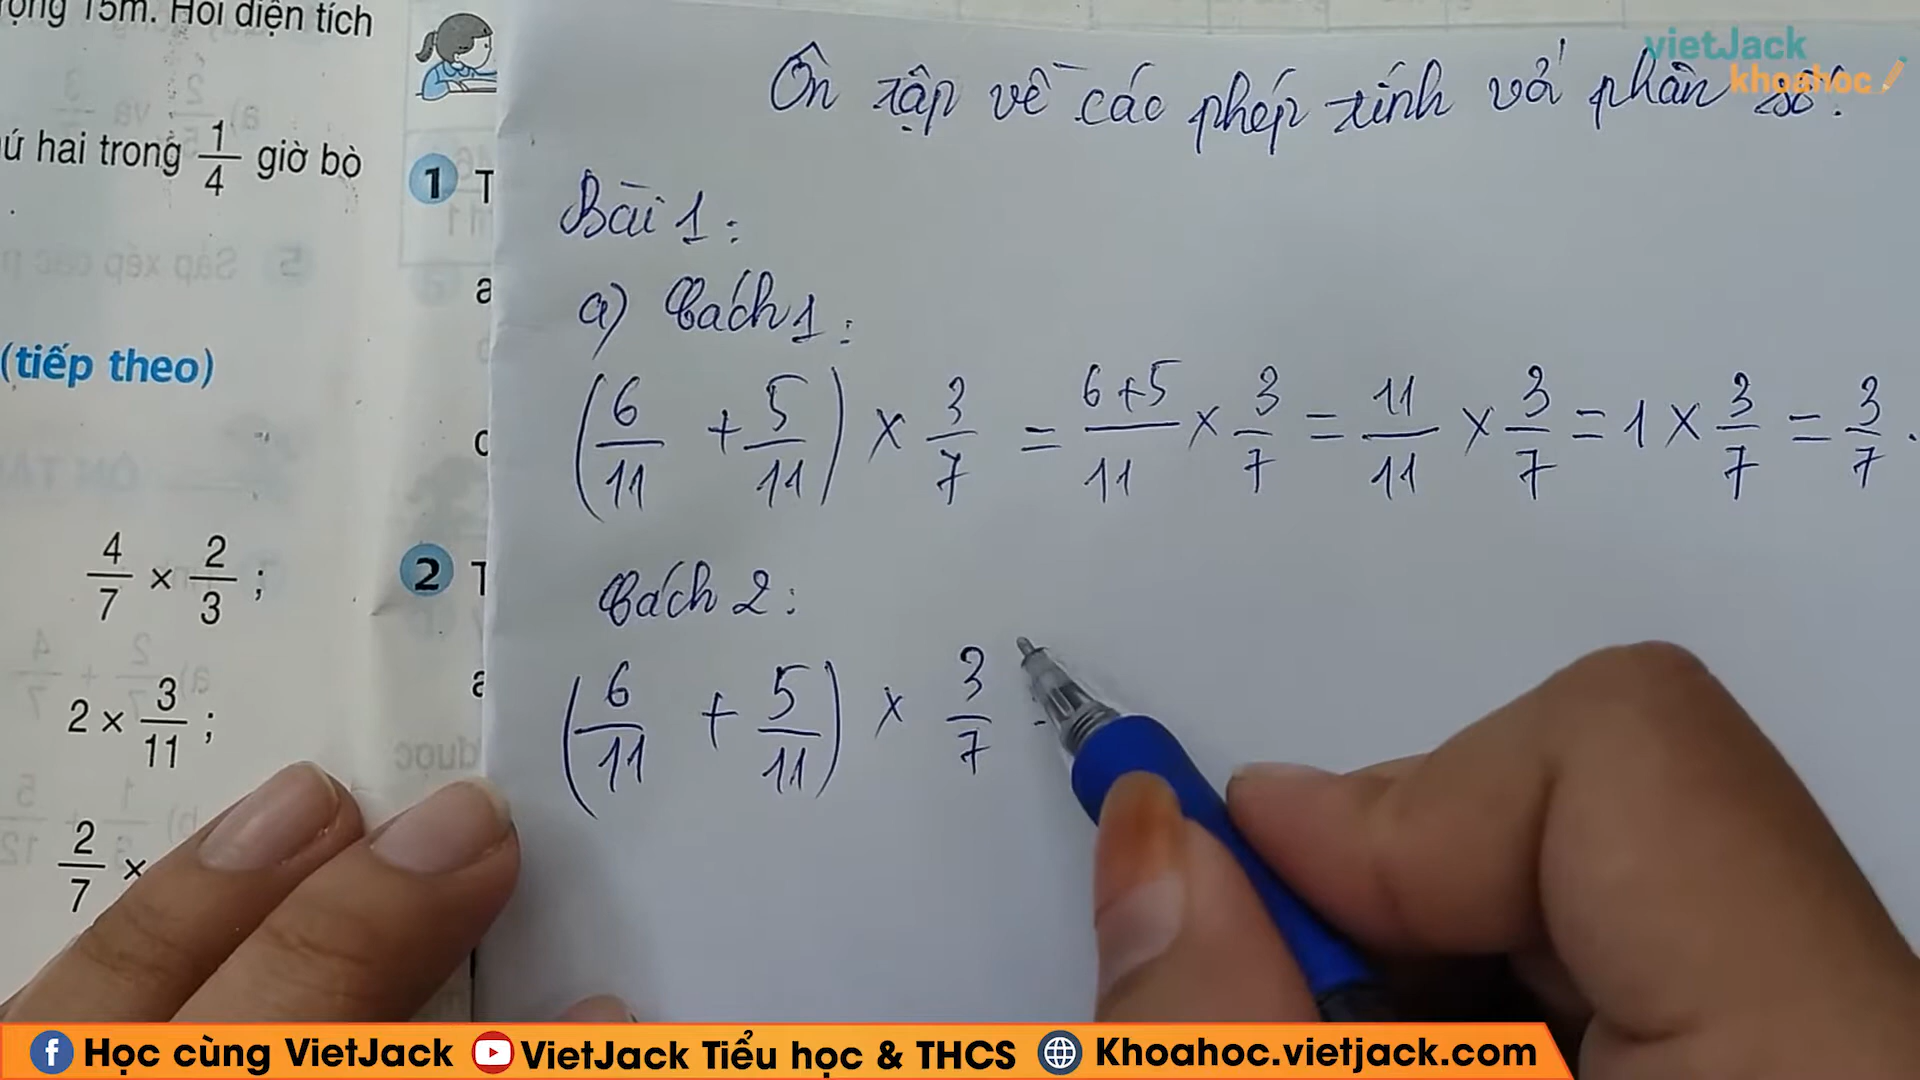 ộng 15m. Hỏi diện tích
ứ hai trong 1/4 giờ bò
(tiếp theo)
4/7 × 2/3 ;
2 × 3/11 ;
2/7 ×
1 T
a
2 T
a
vietJack
khoahoc
Ôn tập về các phép tính với phân số.
Bài 1:
a) Cách 1:
(6/11 + 5/11) × 3/7 = 6+5/11 × 3/7 = 11/11 × 3/7 = 1 × 3/7 = 3/7.
Cách 2:
(6/11 + 5/11) × 3/7
Học cùng VietJack VietJack Tiểu học & THCS Khoahoc.vietjack.com